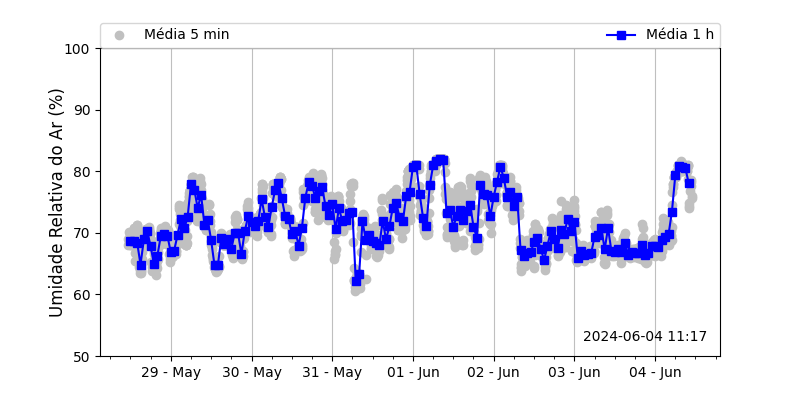 Média 5 min
Média 1 h
Umidade Relativa do Ar (%)
100
90
80
70
60
50
2024-06-04 11:17
29 - May
30 - May
31 - May
01 - Jun
02 - Jun
03 - Jun
04 - Jun